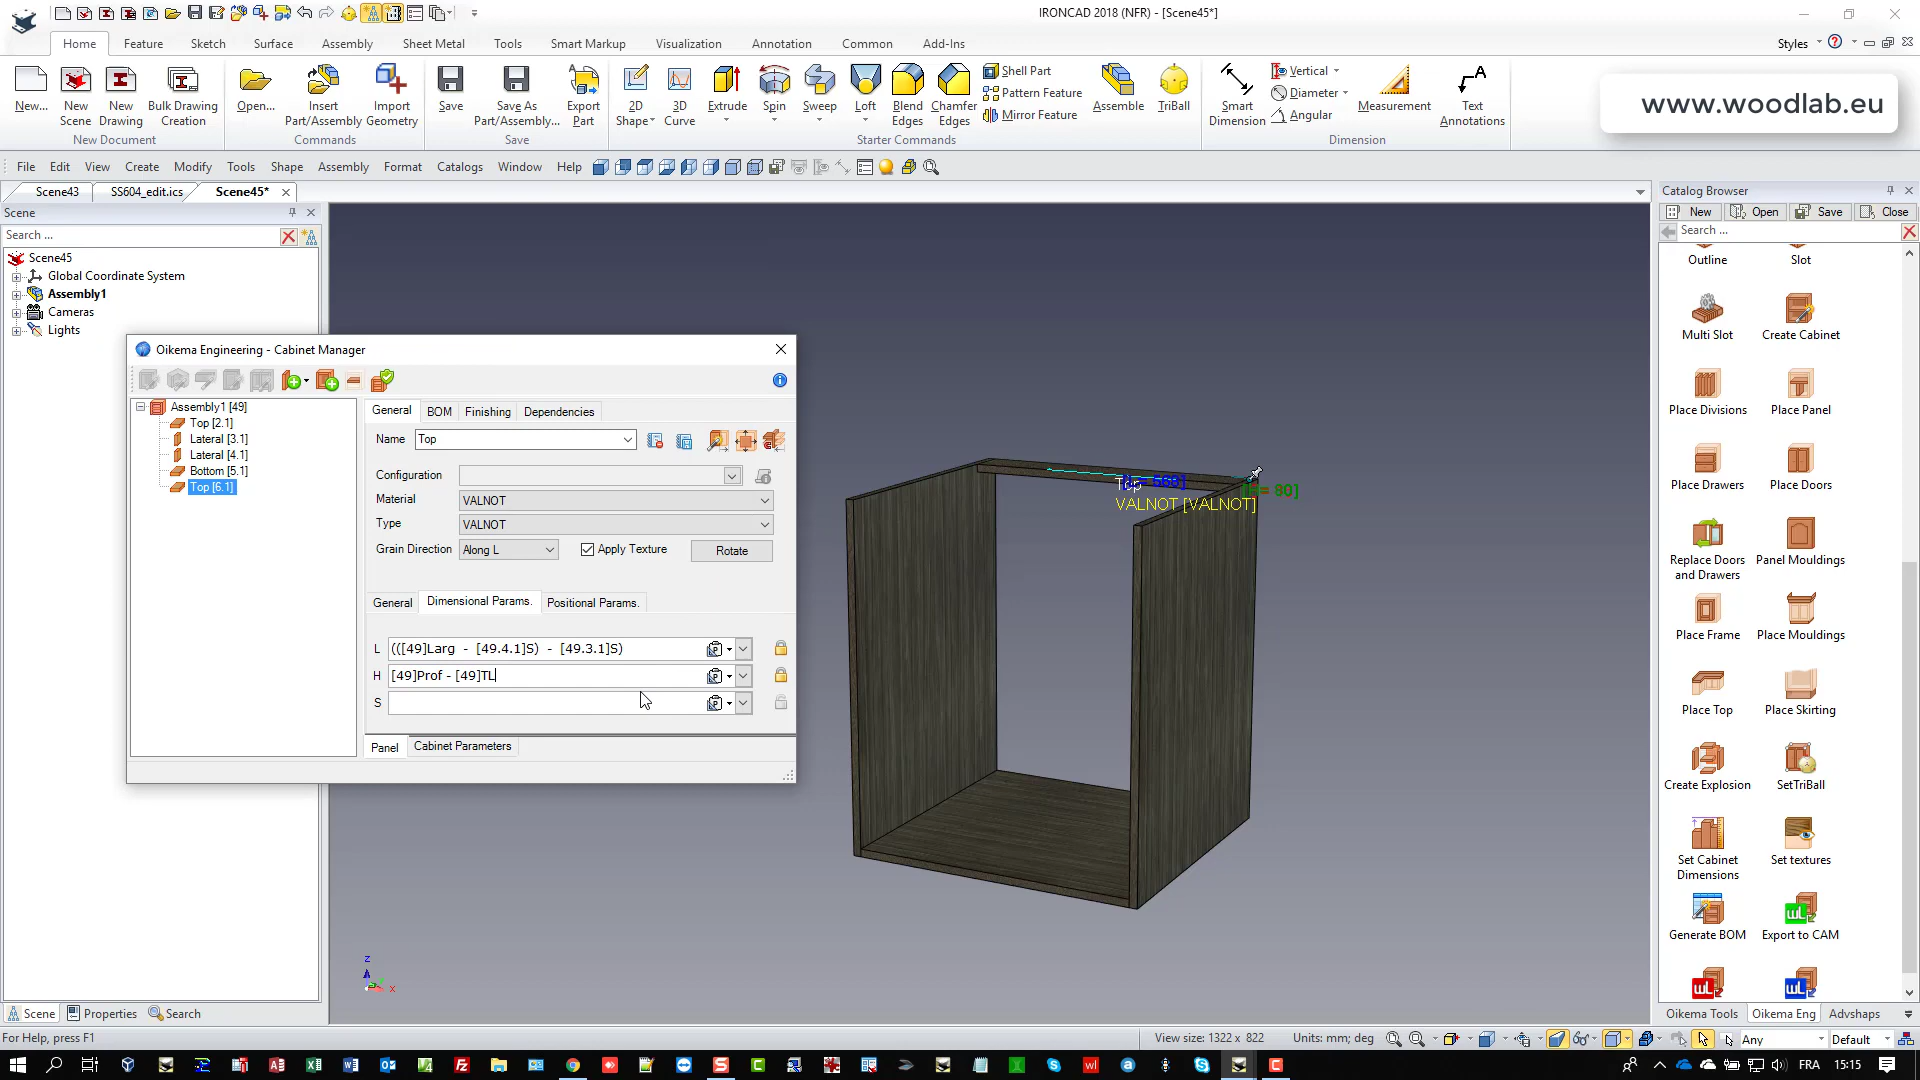 IRONCAD 2018 (NFR) - [Scene45*]
Home Feature Sketch Surface Assembly Sheet Metal Tools Smart Markup Visualization Annotation Common Add-Ins
Styles
New... New Scene New Drawing Bulk Drawing Creation
New Document
Open... Insert Part/Assembly Import Geometry
Commands
Save Save As Part/Assembly... Export Part
Save
2D Shape 3D Curve Extrude Spin Sweep Loft Blend Edges Chamfer Edges
Shell Part
Pattern Feature
Mirror Feature
Assemble TriBall
Starter Commands
Smart Dimension
Vertical
Diameter
Angular
Measurement Text Annotations
Dimension
www.woodlab.eu
File Edit View Create Modify Tools Shape Assembly Format Catalogs Window Help
Scene43 SS604_edit.ics Scene45*
Scene
Search ...
Scene45
Global Coordinate System
Assembly1
Cameras
Lights
Oikema Engineering - Cabinet Manager
Assembly1 [49]
Top [2.1]
Lateral [3.1]
Lateral [4.1]
Bottom [5.1]
Top [6.1]
General BOM Finishing Dependencies
Name Top
Configuration
Material VALNOT
Type VALNOT
Grain Direction Along L Apply Texture Rotate
General Dimensional Params. Positional Params.
L (([49]Larg - [49.4.1]S) - [49.3.1]S)
H [49]Prof - [49]TL
S
Panel Cabinet Parameters
Top
VALNOT [VALNOT]
z
x
Catalog Browser
New Open Save Close
Search ...
Outline Slot
Multi Slot Create Cabinet
Place Divisions Place Panel
Place Drawers Place Doors
Replace Doors and Drawers Panel Mouldings
Place Frame Place Mouldings
Place Top Place Skirting
Create Explosion SetTriBall
Set Cabinet Dimensions Set textures
Generate BOM Export to CAM
Oikema Tools Oikema Eng Advshaps
Scene Properties Search
For Help, press F1
View size: 1322 x 822 Units: mm; deg Any Default
FRA 15:15